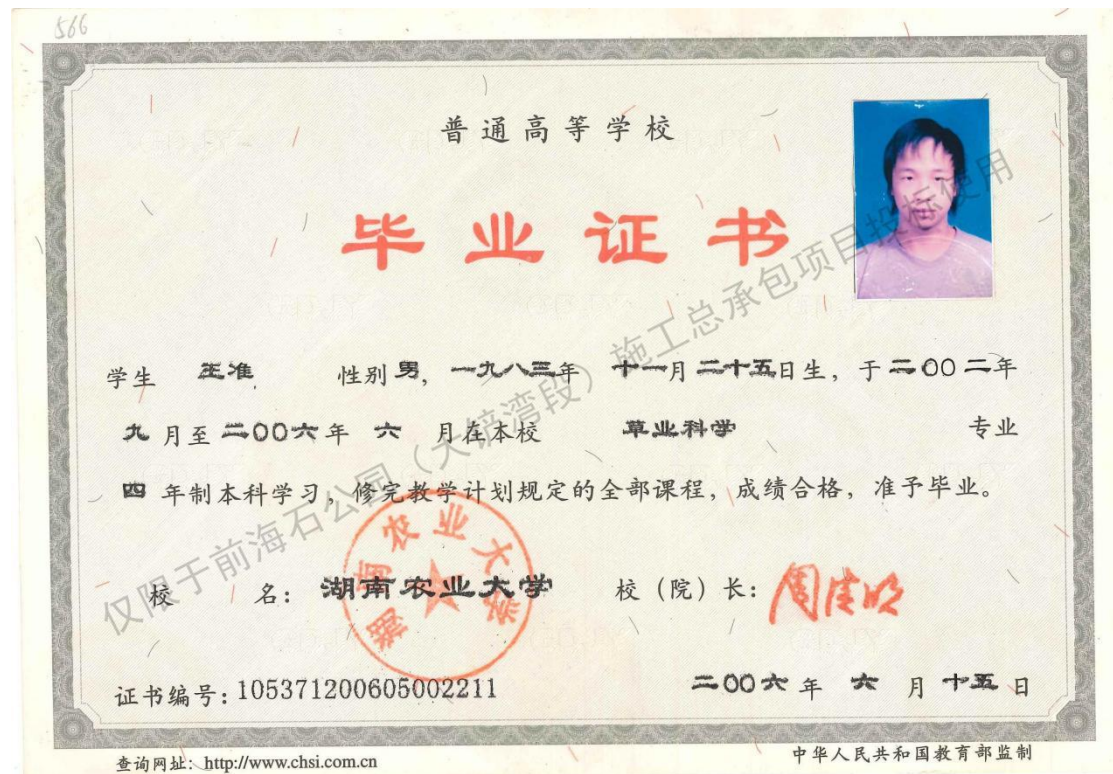 566
普通高等学校
毕业证书
学生 王准 性别 男, 一九八三年 十一月 二十五日生, 于 二00二年
九 月至 二00六年 六 月在本校 草业科学 专业
四 年制本科学习, 修完教学计划规定的全部课程, 成绩合格, 准予毕业。
校 名: 湖南农业大学 校(院)长: 周清明
湖南农业大学
证书编号: 105371200605002211 二00六 年 六 月 十五 日
查询网址: http://www.chsi.com.cn 中华人民共和国教育部监制
仅限于前海石公园(大铲湾段)施工总承包项目投标使用